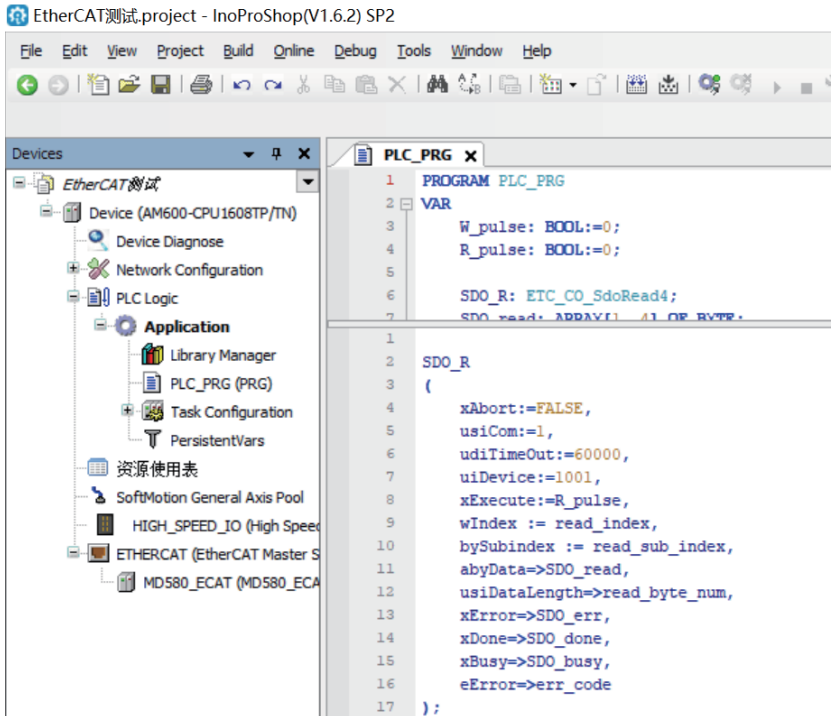 EtherCAT测试.project - InoProShop(V1.6.2) SP2
File Edit View Project Build Online Debug Tools Window Help
Devices
EtherCAT测试
Device (AM600-CPU1608TP/TN)
Device Diagnose
Network Configuration
PLC Logic
Application
Library Manager
PLC_PRG (PRG)
Task Configuration
PersistentVars
资源使用表
SoftMotion General Axis Pool
HIGH_SPEED_IO (High Speed
ETHERCAT (EtherCAT Master S
MD580_ECAT (MD580_ECA
PLC_PRG
1 PROGRAM PLC_PRG
2 VAR
3 W_pulse: BOOL:=0;
4 R_pulse: BOOL:=0;
5
6 SDO_R: ETC_CO_SdoRead4;
7 SDO_read: ARRAY[1..4] OF BYTE;
1
2 SDO_R
3 (
4 xAbort:=FALSE,
5 usiCom:=1,
6 udiTimeOut:=60000,
7 uiDevice:=1001,
8 xExecute:=R_pulse,
9 wIndex := read_index,
10 bySubindex := read_sub_index,
11 abyData=>SDO_read,
12 usiDataLength=>read_byte_num,
13 xError=>SDO_err,
14 xDone=>SDO_done,
15 xBusy=>SDO_busy,
16 eError=>err_code
17 );